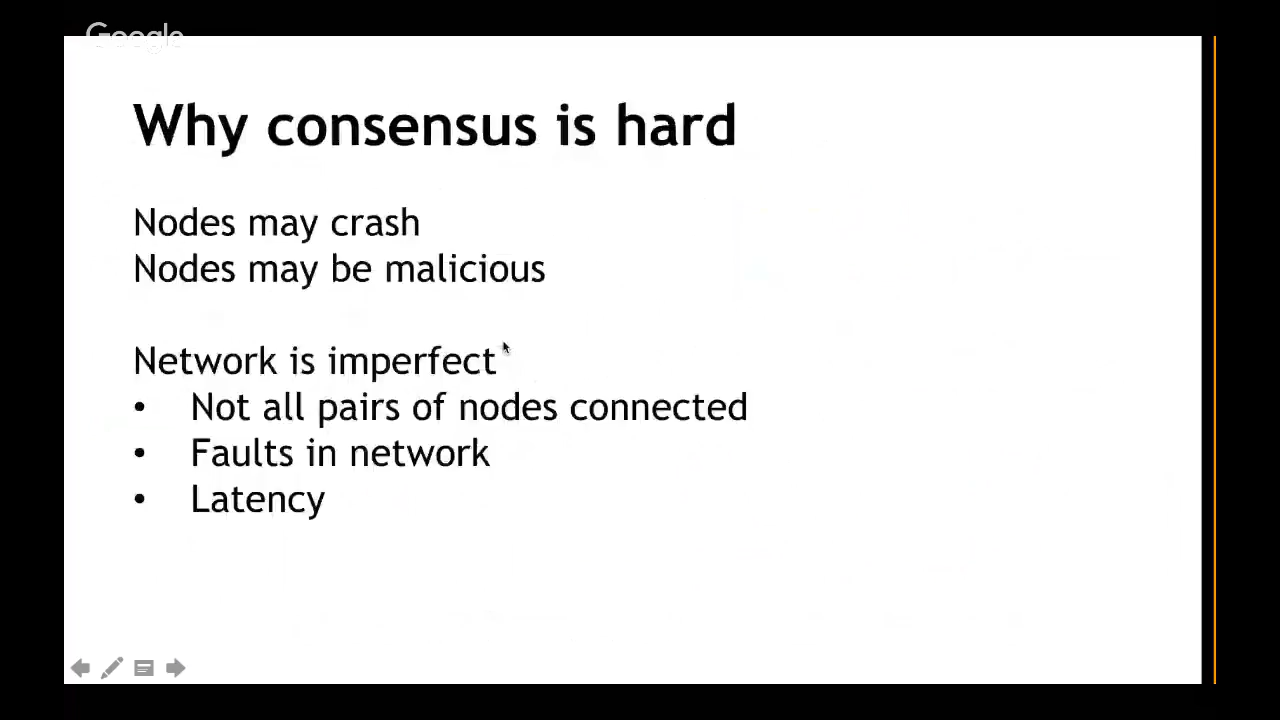 Google
Why consensus is hard
Nodes may crash
Nodes may be malicious
Network is imperfect
• Not all pairs of nodes connected
• Faults in network
• Latency